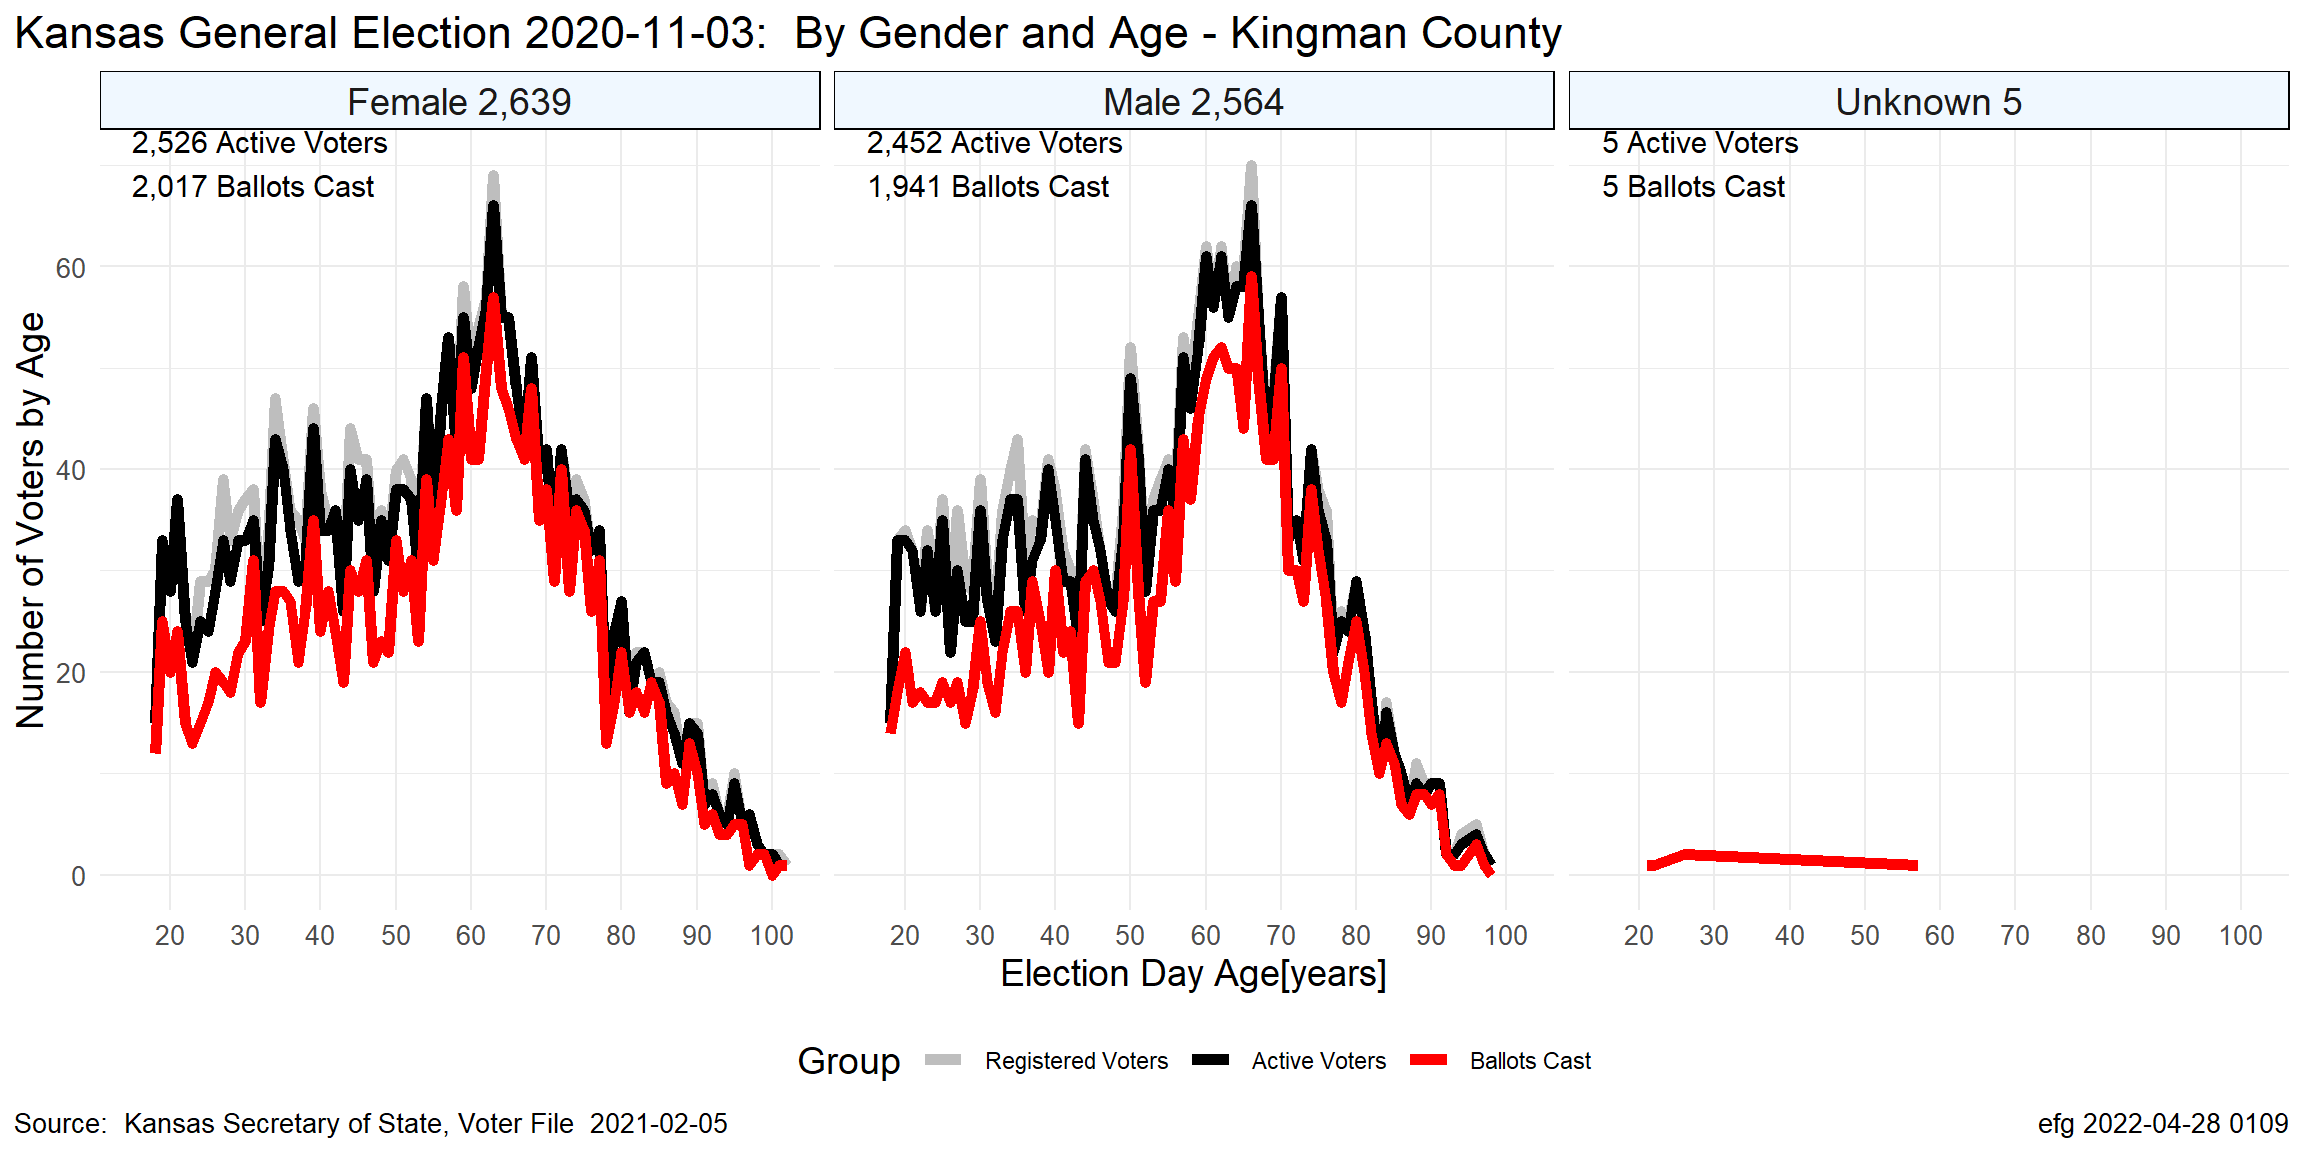 Kansas General Election 2020-11-03:  By Gender and Age - Kingman County
Female 2,639
Male 2,564
Unknown 5
2,526 Active Voters
2,017 Ballots Cast
2,452 Active Voters
1,941 Ballots Cast
5 Active Voters
5 Ballots Cast
Number of Voters by Age
60
40
20
0
20 30 40 50 60 70 80 90 100
20 30 40 50 60 70 80 90 100
20 30 40 50 60 70 80 90 100
Election Day Age[years]
Group Registered Voters Active Voters Ballots Cast
Source:  Kansas Secretary of State, Voter File  2021-02-05
efg 2022-04-28 0109